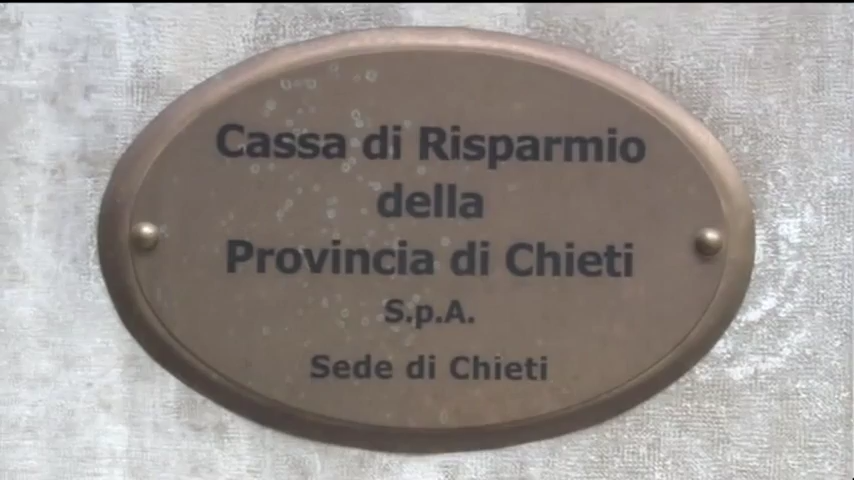 Cassa di Risparmio
della
Provincia di Chieti
S.p.A.
Sede di Chieti